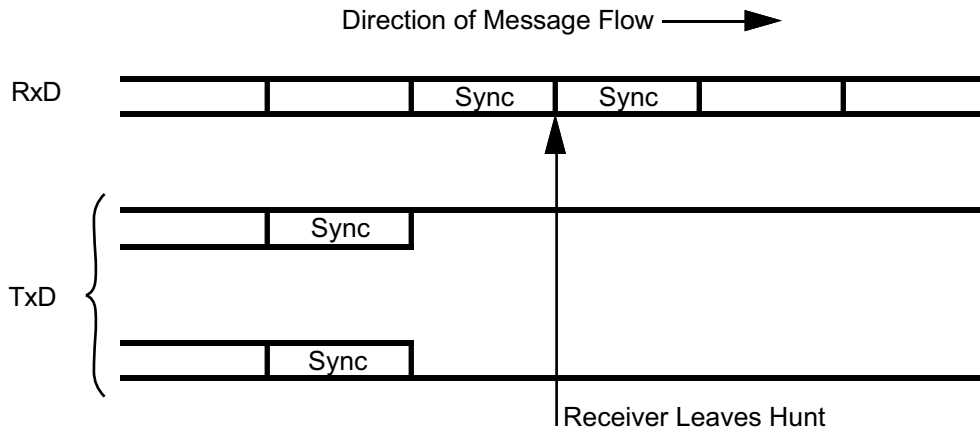 Direction of Message Flow
RxD
Sync Sync
Sync
TxD
Sync
Receiver Leaves Hunt